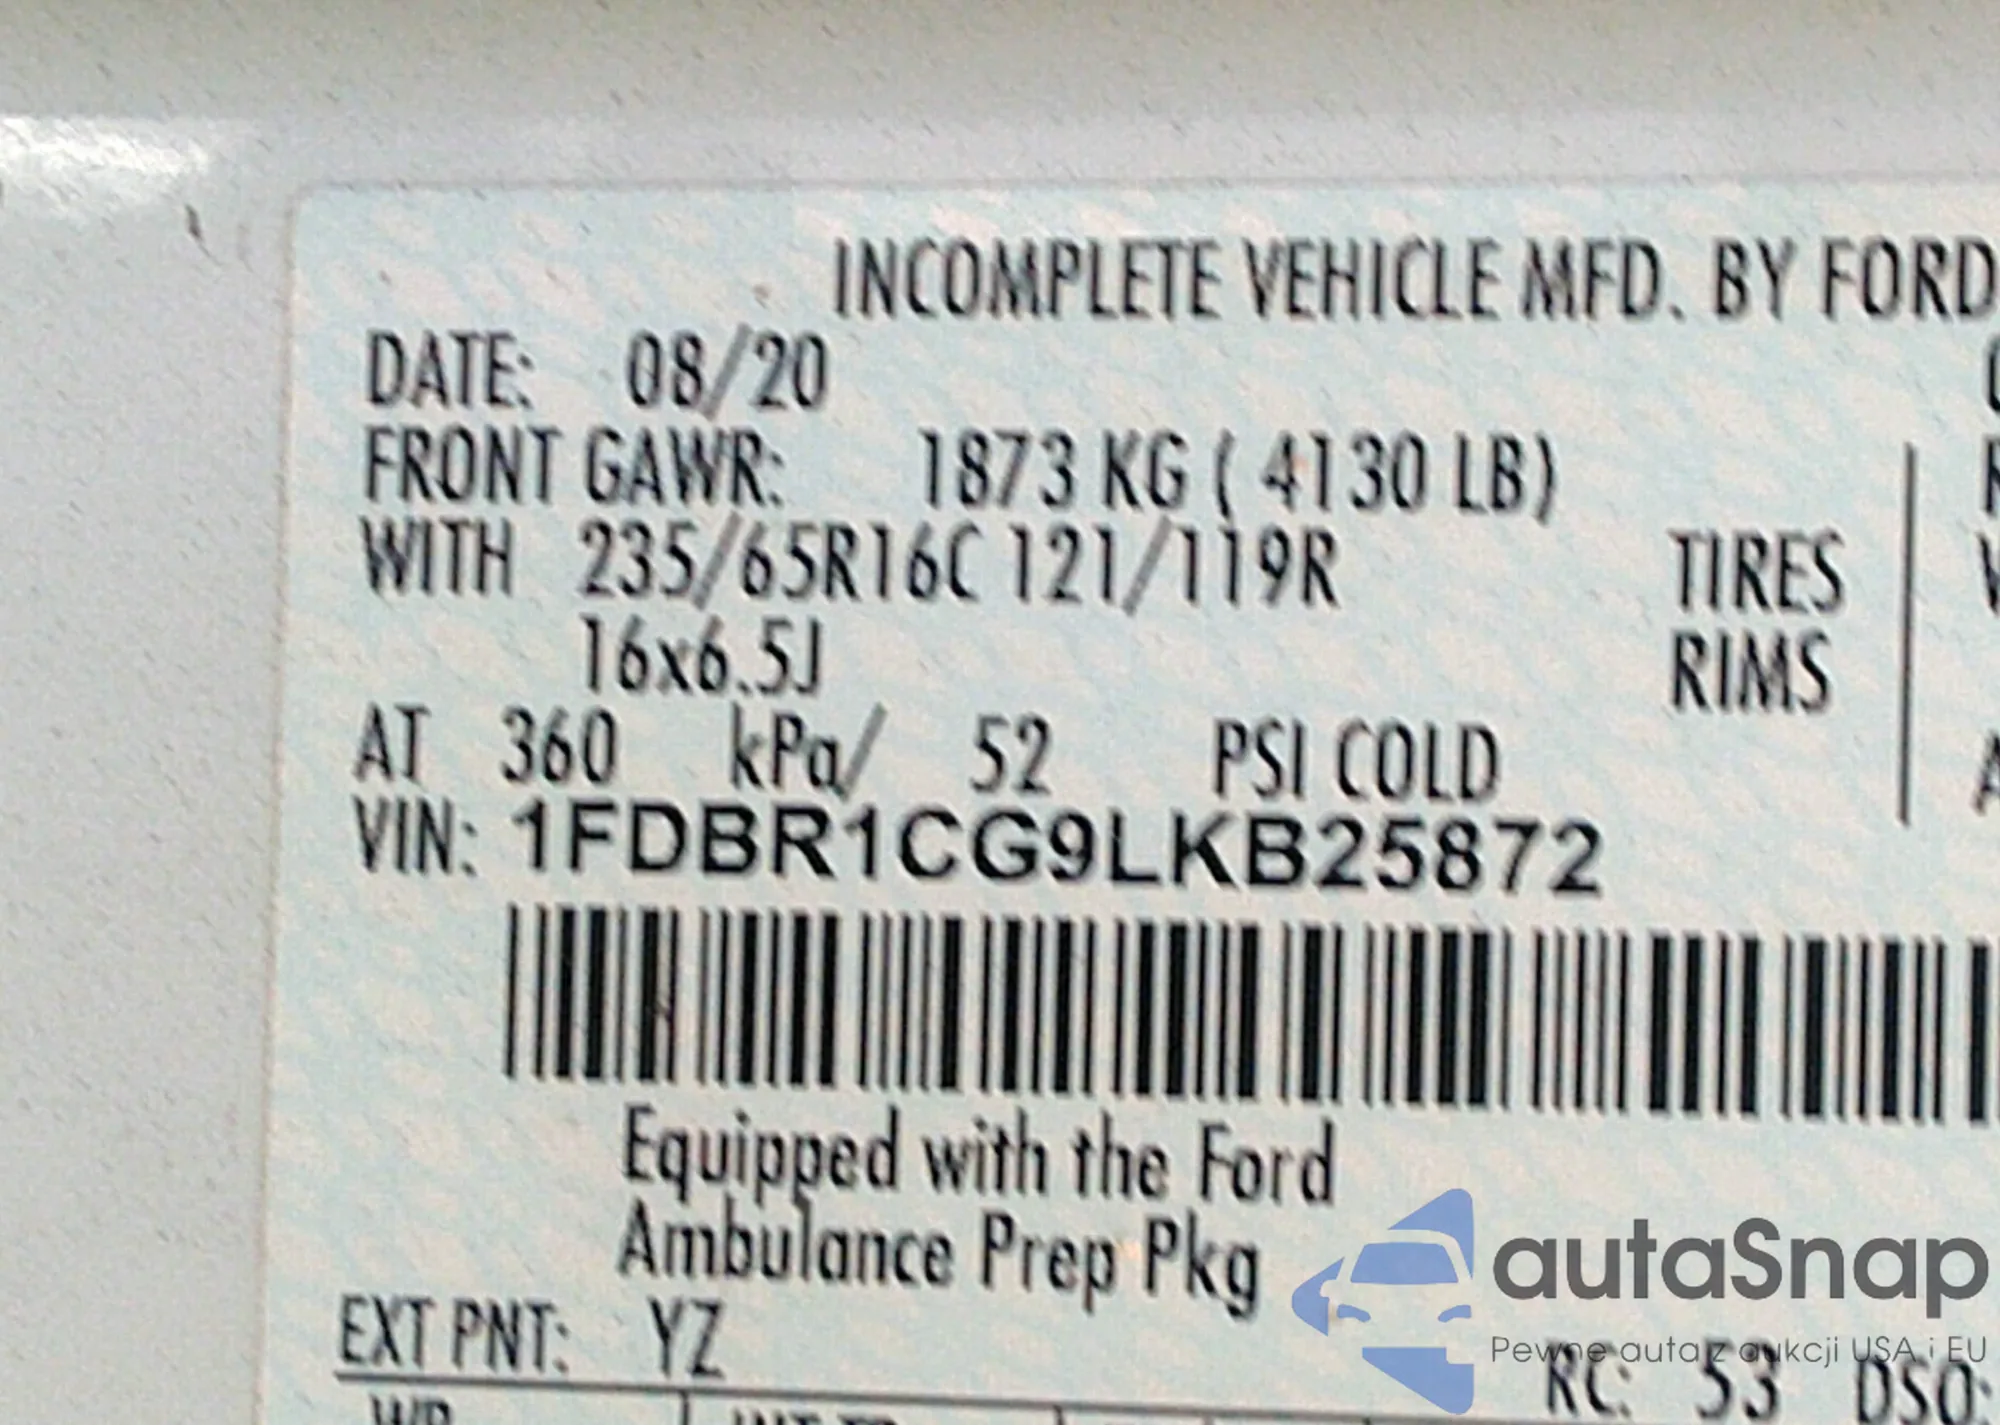 INCOMPLETE VEHICLE MFD. BY FORD
DATE: 08/20
FRONT GAWR: 1873 KG ( 4130 LB)
WITH 235/65R16C 121/119R TIRES
16x6.5J RIMS
AT 360 kPa/ 52 PSI COLD
VIN: 1FDBR1CG9LKB25872
Equipped with the Ford
Ambulance Prep Pkg
EXT PNT: YZ
RC: 53 DSO:
autaSnap
Pewne auta z aukcji USA i EU